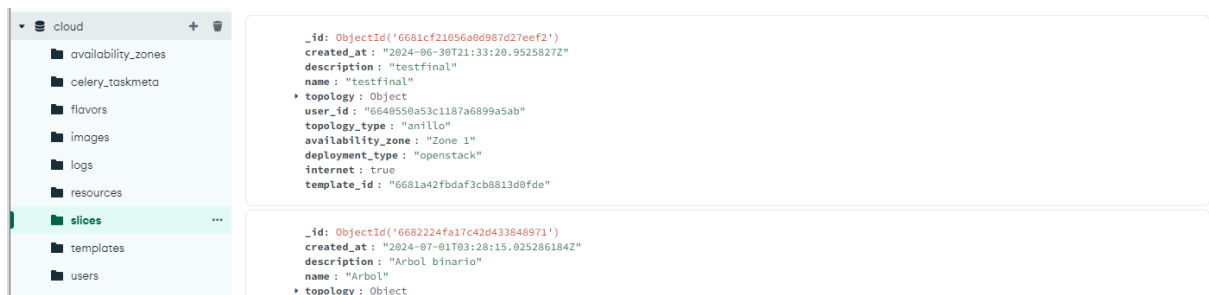 cloud
availability_zones
celery_taskmeta
flavors
images
logs
resources
slices
templates
users
_id: ObjectId('6681cf21056a0d987d27eef2')
created_at : "2024-06-30T21:33:20.9525827Z"
description : "testfinal"
name : "testfinal"
topology : Object
user_id : "6640550a53c1187a6899a5ab"
topology_type : "anillo"
availability_zone : "Zone 1"
deployment_type : "openstack"
internet : true
template_id : "6681a42fbdaf3cb8813d0fde"
_id: ObjectId('6682224fa17c42d433848971')
created_at : "2024-07-01T03:28:15.025286184Z"
description : "Arbol binario"
name : "Arbol"
topology : Object